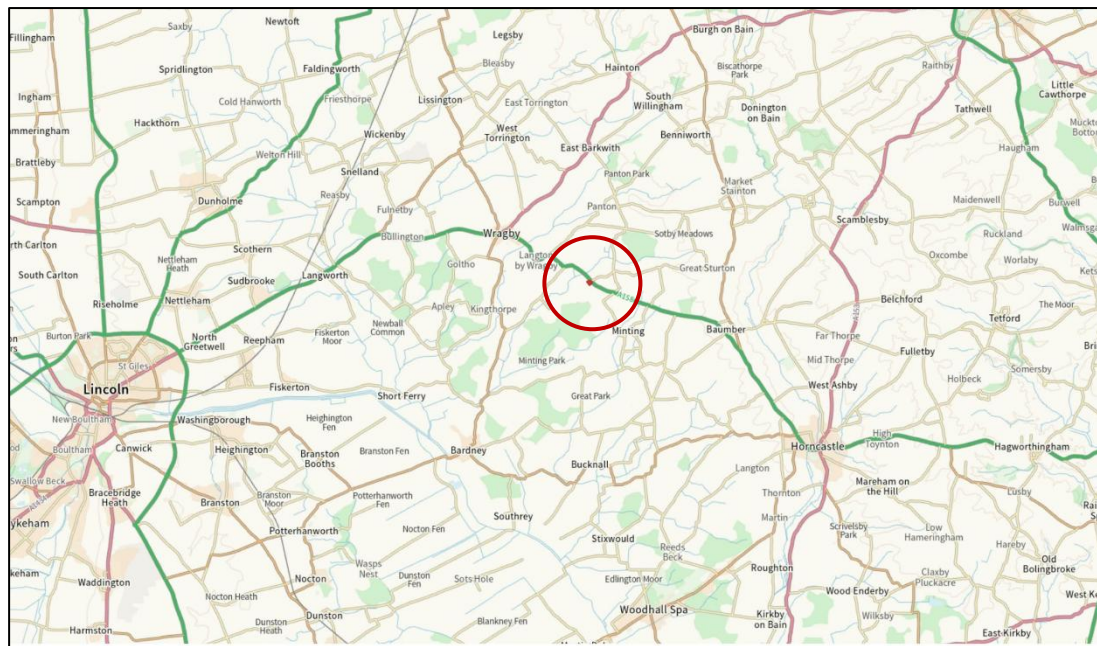 Saxby
Newtoft
Legsby
Burgh on Bain
Fillingham
Spridlington
Faldingworth
Bleasby
Hainton
Biscathorpe
Park
Raithby
Ingham
Cold Hanworth
Friesthorpe
Lissington
East Torrington
South
Willingham
Donington
on Bain
Little
Cawthorpe
Tathwell
Hackthorn
Wickenby
West
Torrington
Benniworth
Haugham
Brattleby
Welton Hill
Snelland
East Barkwith
Panton Park
Market
Stainton
Scampton
Dunholme
Reasby
Fulnetby
Panton
Maidenwell
Burwell
Scamblesby
Ruckland
Scothern
Bullington
Wragby
Sotby Meadows
South Carlton
Nettleham
Heath
Sudbrooke
Langworth
Goltho
Langton
by Wragby
Great Sturton
Oxcombe
Worlaby
Riseholme
Nettleham
Apley
Kingthorpe
A158
A153
Belchford
The Moor
Tetford
Burton Park
North
Greetwell
Reepham
Fiskerton
Moor
Newball
Common
Minting
Baumber
Far Thorpe
Fulletby
St Giles
Minting Park
Mid Thorpe
Somersby
Lincoln
Fiskerton
Short Ferry
Great Park
West Ashby
Holbeck
New Boultham
Washingborough
Heighington
Fen
High
Toynton
Boultham
Canwick
Heighington
Branston
Booths
Branston Fen
Bardney
Bucknall
Horncastle
Hagworthingham
Swallow Beck
Bracebridge
Heath
Branston
Branston
Moor
Potterhanworth
Fen
Langton
Thornton
Mareham on
the Hill
Lusby
Potterhanworth
Nocton Fen
Southrey
Stixwould
Martin
Scrivelsby
Park
Low
Hameringham
Hareby
Wasps
Nest
Reeds
Beck
Roughton
Old
Bolingbroke
Waddington
Nocton
Dunston
Fen
Sots Hole
Edlington Moor
Claxby
Pluckacre
Nocton Heath
Wood Enderby
Harmston
Dunston
Heath
Dunston
Blankney Fen
Woodhall Spa
Kirkby
on Bain
Wilksby
East Kirkby